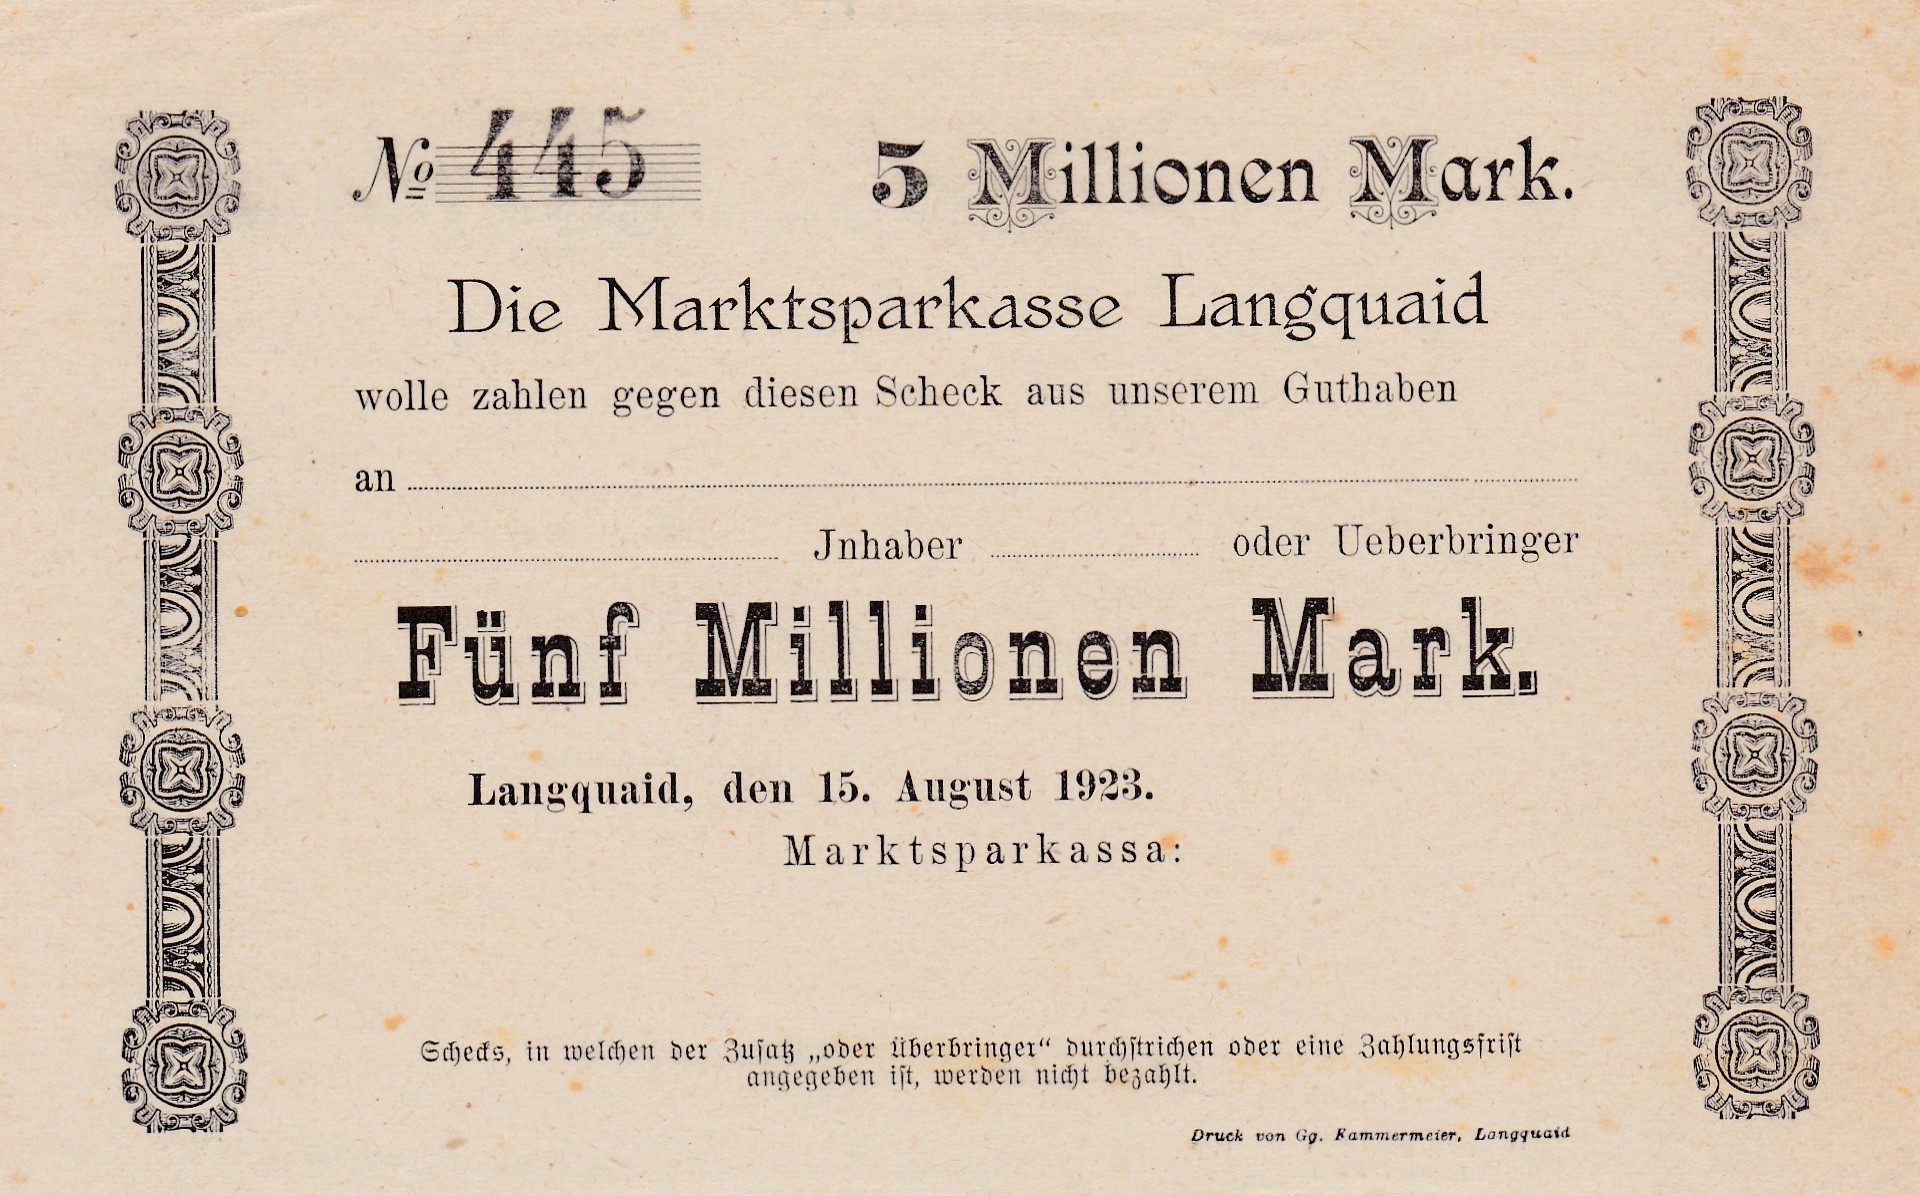 No 445 5 Millionen Mark.
Die Marktsparkasse Langquaid
wolle zahlen gegen diesen Scheck aus unserem Guthaben
an
Jnhaber oder Ueberbringer
Fünf Millionen Mark.
Langquaid, den 15. August 1923.
Marktsparkassa:
Schecks, in welchen der Zusatz „oder Überbringer“ durchstrichen oder eine Zahlungsfrist
angegeben ist, werden nicht bezahlt.
Druck von Gg. Kammermeier, Langquaid